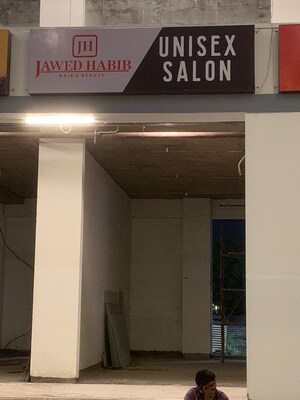 JH
JAWED HABIB
HAIR & BEAUTY
UNISEX
SALON